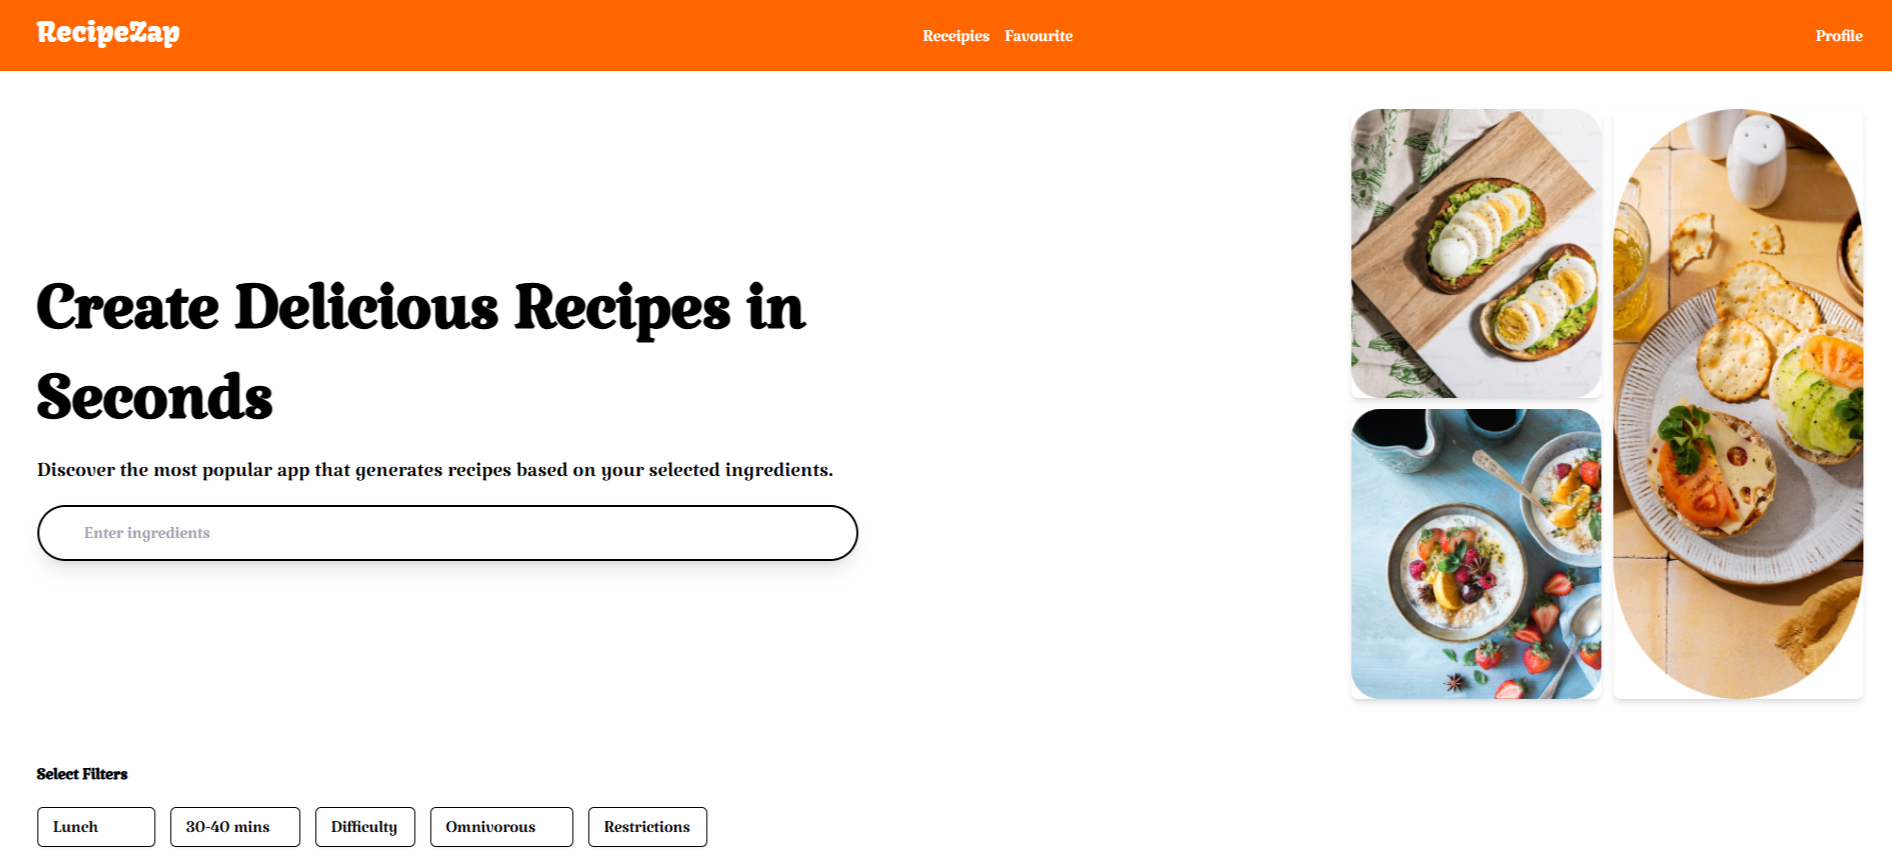 RecipeZap
Receipies
Favourite
Profile
Create Delicious Recipes in
Seconds
Discover the most popular app that generates recipes based on your selected ingredients.
Enter ingredients
Select Filters
Lunch
30-40 mins
Difficulty
Omnivorous
Restrictions